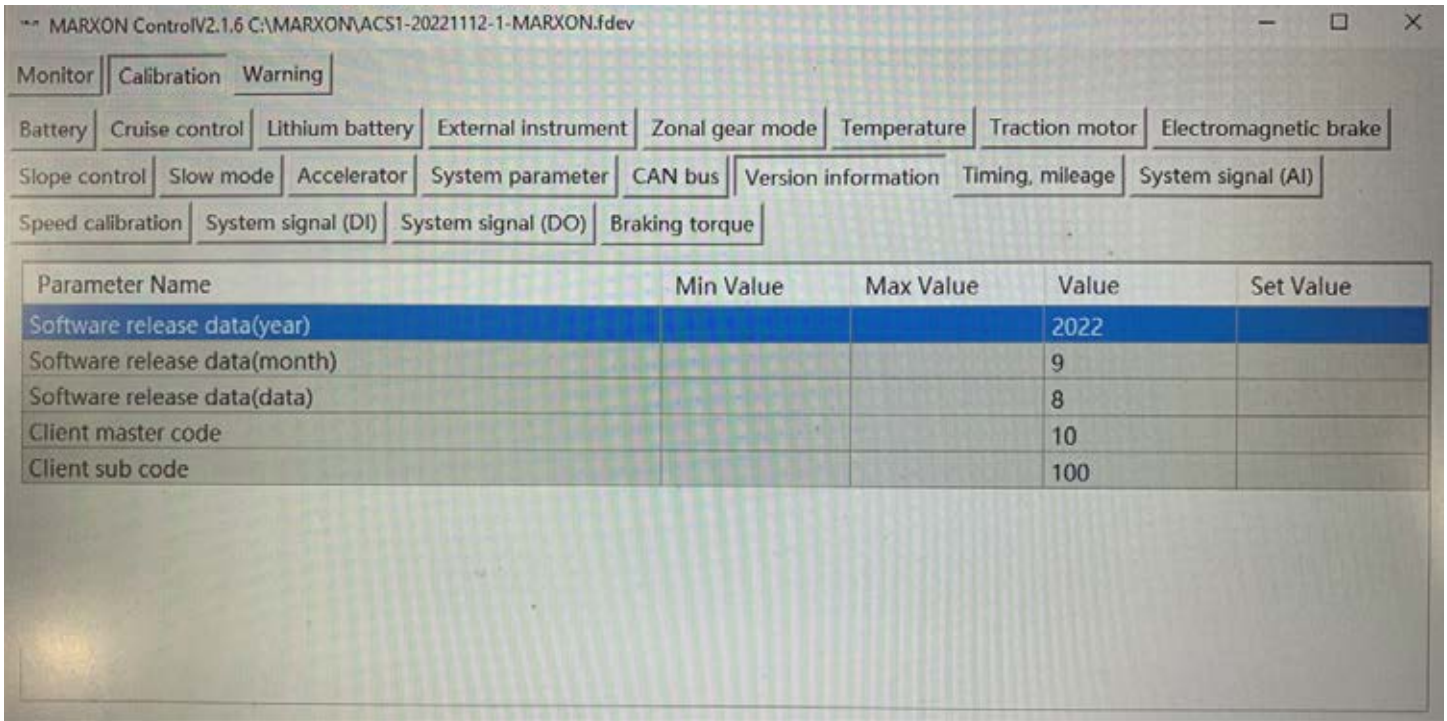 MARXON ControlV2.1.6 C:\MARXON\ACS1-20221112-1-MARXON.fdev
Monitor Calibration Warning
Battery Cruise control Lithium battery External instrument Zonal gear mode Temperature Traction motor Electromagnetic brake
Slope control Slow mode Accelerator System parameter CAN bus Version information Timing, mileage System signal (AI)
Speed calibration System signal (DI) System signal (DO) Braking torque
Parameter Name Min Value Max Value Value Set Value
Software release data(year) 2022
Software release data(month) 9
Software release data(data) 8
Client master code 10
Client sub code 100